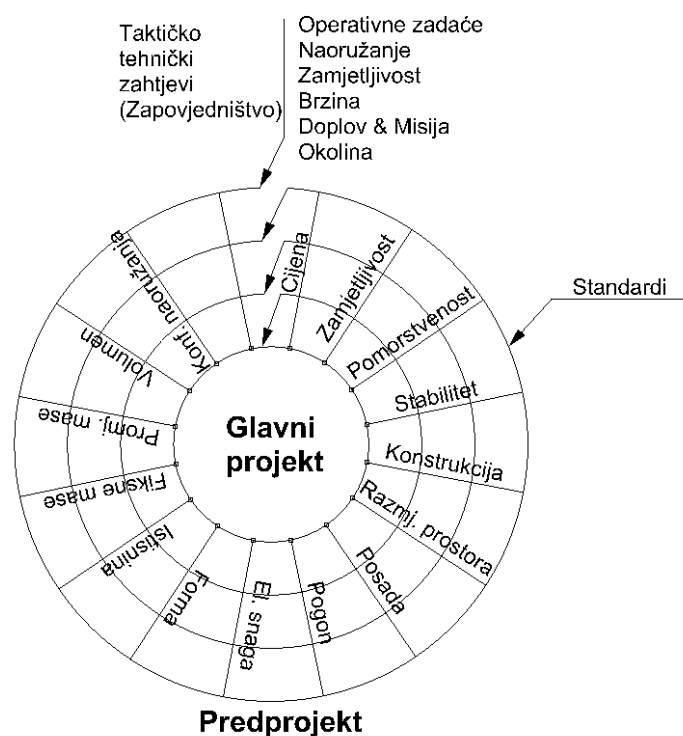 Taktičko
tehnički
zahtjevi
(Zapovjedništvo)
Operativne zadaće
Naoružanje
Zamjetljivost
Brzina
Doplov & Misija
Okolina
Standardi
Cijena
Zamjetljivost
Pomorstvenost
Stabilitet
Konstrukcija
Razmj. prostora
Posada
Pogon
El. snaga
Forma
Istisnina
Fiksne mase
Promj. mase
Volumen
Konf. naoružanja
Glavni
projekt
Predprojekt